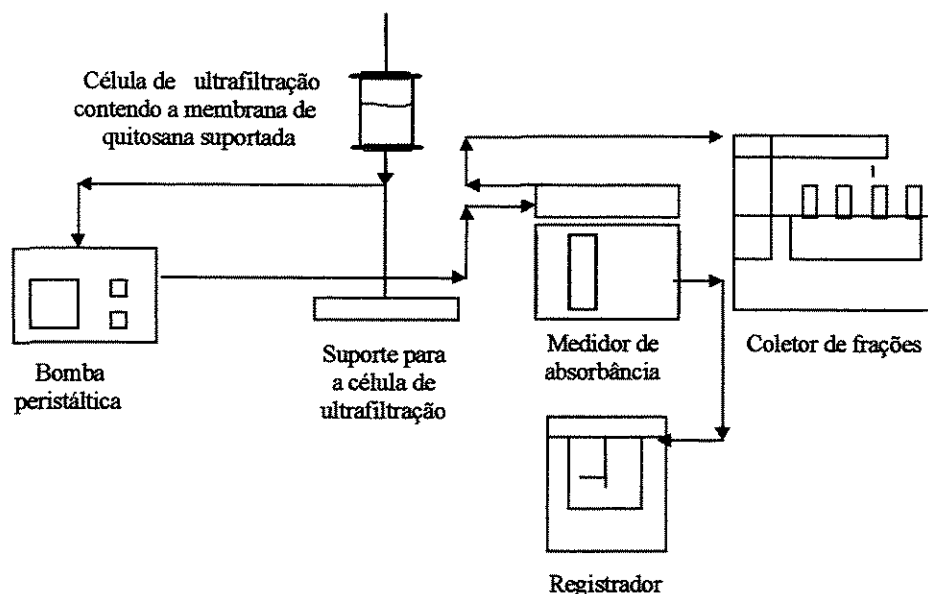 Célula de ultrafiltração
contendo a membrana de
quitosana suportada
Bomba
peristáltica
Suporte para
a célula de
ultrafiltração
Medidor de
absorbância
Coletor de frações
Registrador